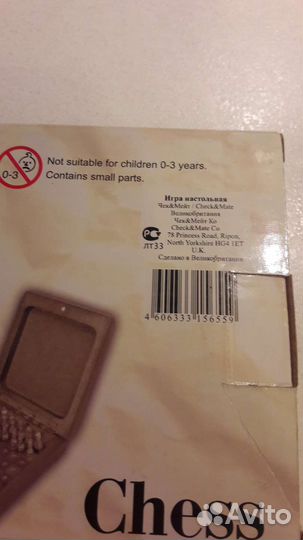 0-3
Not suitable for children 0-3 years.
Contains small parts.
Игра настольная
Чек&Мейт / Check&Mate
Великобритания
Чек&Мейт Ко
Check&Mate Co
78 Princess Road, Ripon,
North Yorkshire HG4 1ET
U.K.
Сделано в Великобритании
ЛТ33
4 606333 156559
Chess
Avito